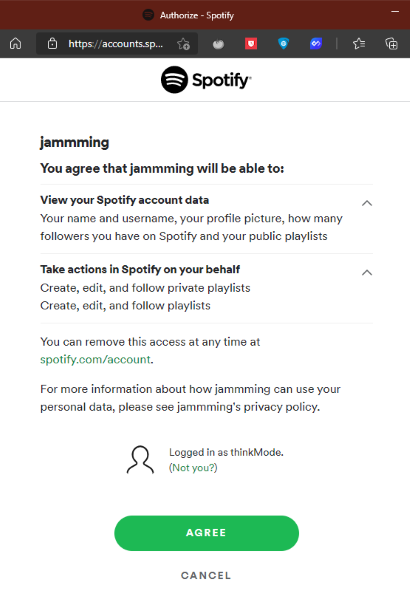 Authorize - Spotify
https://accounts.sp...
Spotify
jammming
You agree that jammming will be able to:
View your Spotify account data
Your name and username, your profile picture, how many
followers you have on Spotify and your public playlists
Take actions in Spotify on your behalf
Create, edit, and follow private playlists
Create, edit, and follow playlists
You can remove this access at any time at
spotify.com/account.
For more information about how jammming can use your
personal data, please see jammming's privacy policy.
Logged in as thinkMode.
(Not you?)
AGREE
CANCEL